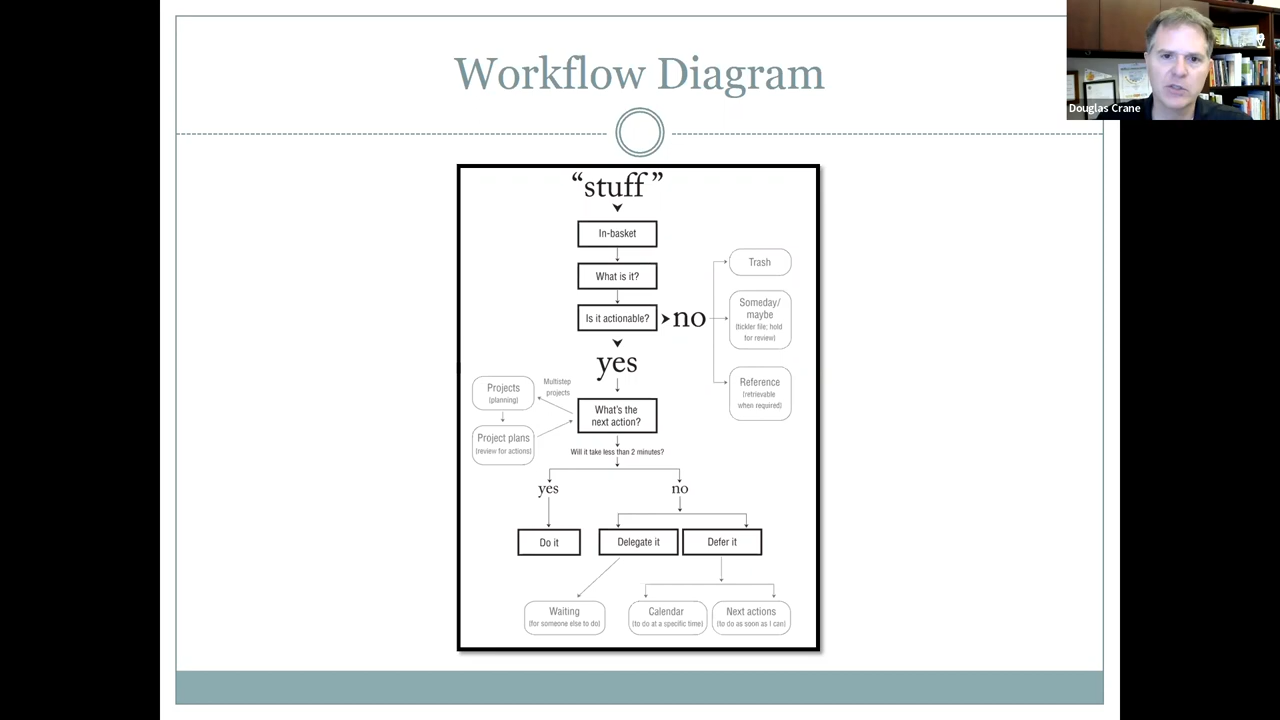 Workflow Diagram
Douglas Crane
“stuff”
In-basket
What is it?
Is it actionable?
no
Trash
Someday/
maybe
(tickler file; hold
for review)
Reference
(retrievable
when required)
yes
Multistep
projects
Projects
(planning)
What's the
next action?
Project plans
(review for actions)
Will it take less than 2 minutes?
yes
no
Do it
Delegate it
Defer it
Waiting
(for someone else to do)
Calendar
(to do at a specific time)
Next actions
(to do as soon as I can)